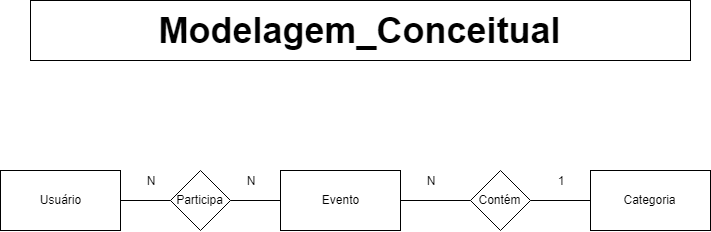 Modelagem_Conceitual
N N N 1
Usuário Participa Evento Contém Categoria